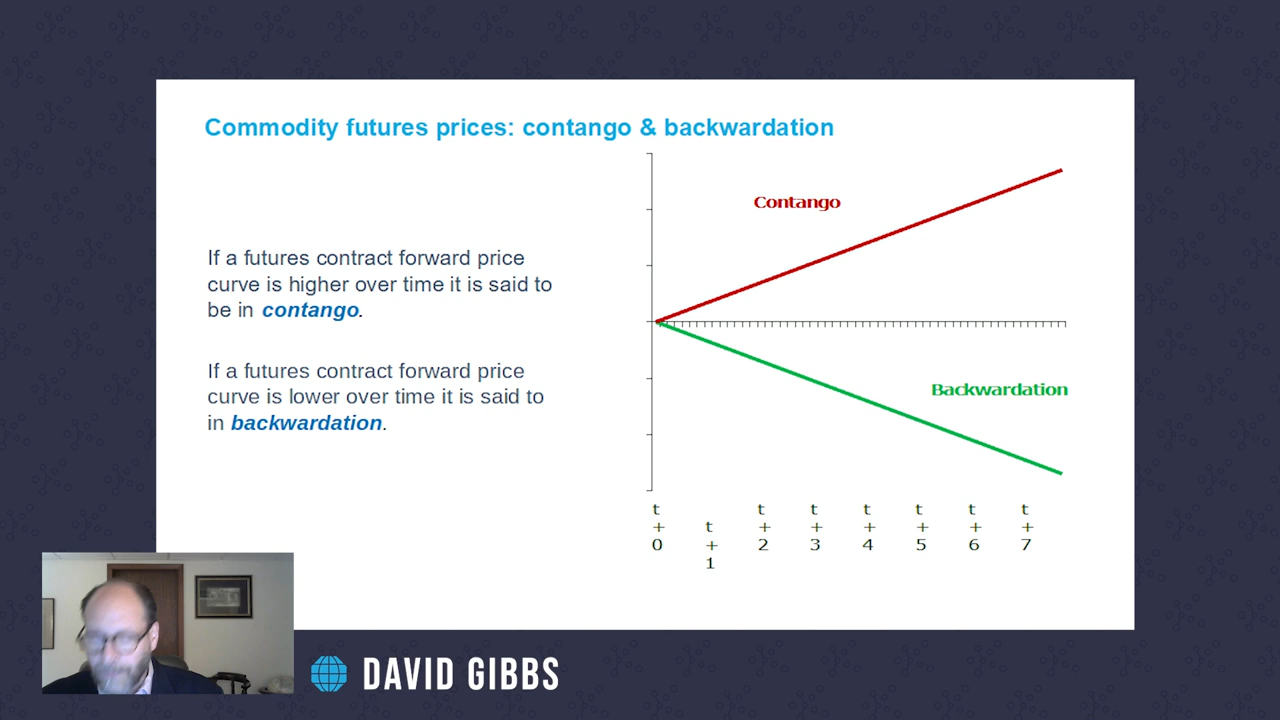 Commodity futures prices: contango & backwardation
If a futures contract forward price
curve is higher over time it is said to
be in contango.
If a futures contract forward price
curve is lower over time it is said to
in backwardation.
Contango
Backwardation
t+0
t+1
t+2
t+3
t+4
t+5
t+6
t+7
DAVID GIBBS